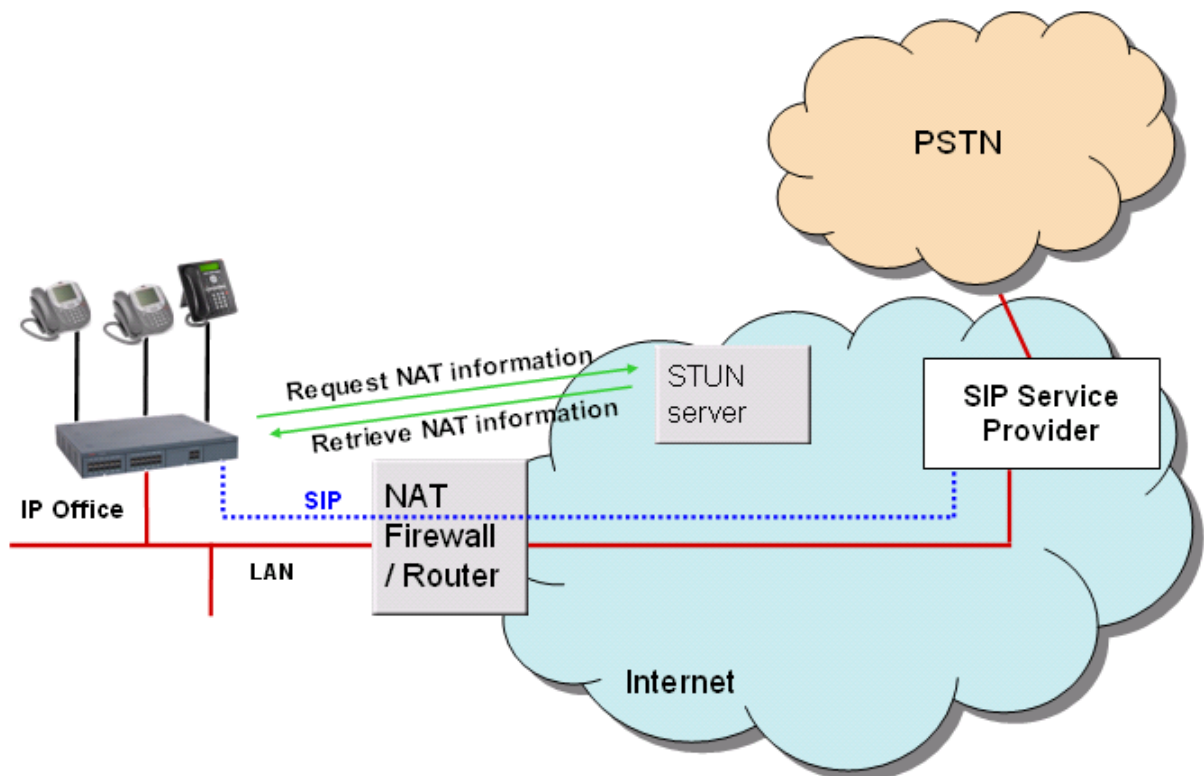 PSTN
Request NAT information
Retrieve NAT information
STUN
server
SIP Service
Provider
IP Office
SIP
NAT
Firewall
/ Router
LAN
Internet